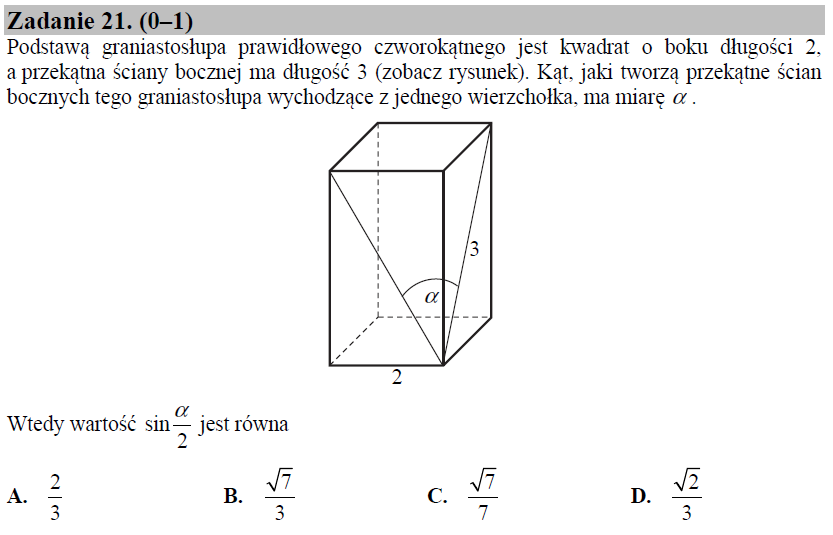 Zadanie 21. (0–1)
Podstawą graniastosłupa prawidłowego czworokątnego jest kwadrat o boku długości 2,
a przekątna ściany bocznej ma długość 3 (zobacz rysunek). Kąt, jaki tworzą przekątne ścian
bocznych tego graniastosłupa wychodzące z jednego wierzchołka, ma miarę α .
3
α
2
Wtedy wartość sin α/2 jest równa
A. 2/3 B. √7/3 C. √7/7 D. √2/3